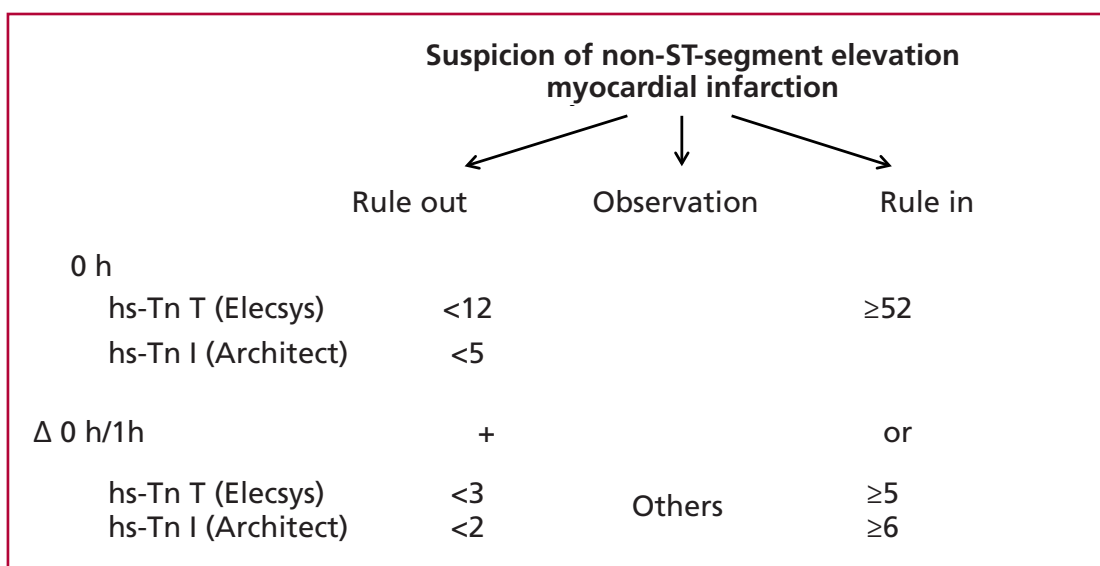 Suspicion of non-ST-segment elevation
myocardial infarction
Rule out Observation Rule in
0 h
hs-Tn T (Elecsys) <12 ≥52
hs-Tn I (Architect) <5
Δ 0 h/1h + or
hs-Tn T (Elecsys) <3 ≥5
Others
hs-Tn I (Architect) <2 ≥6